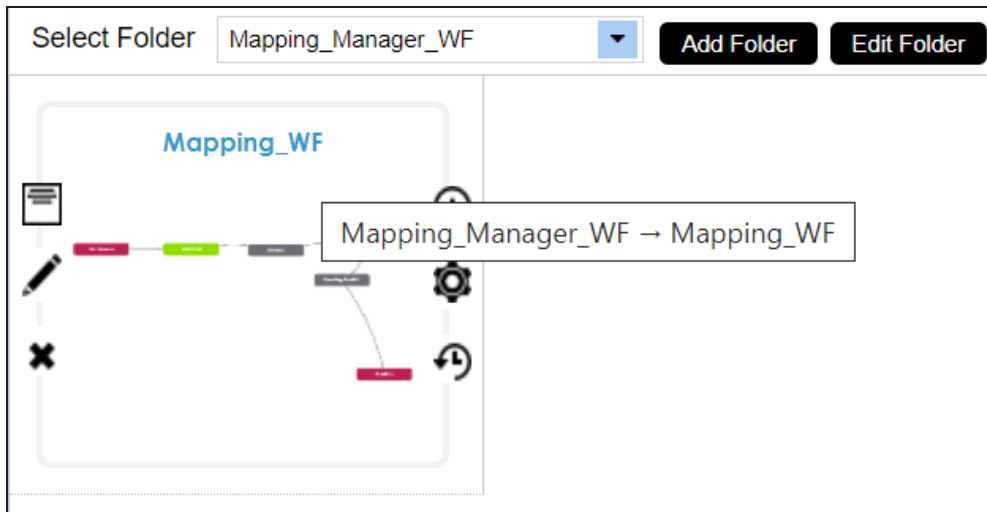 Select Folder
Mapping_Manager_WF
Add Folder
Edit Folder
Mapping_WF
Mapping_Manager_WF → Mapping_WF